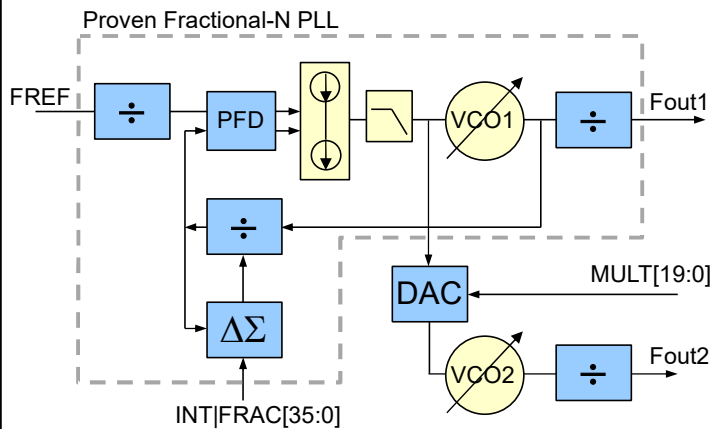 Proven Fractional-N PLL
FREF
÷
PFD
VCO1
÷
Fout1
÷
DAC
MULT[19:0]
ΔΣ
VCO2
÷
Fout2
INT|FRAC[35:0]